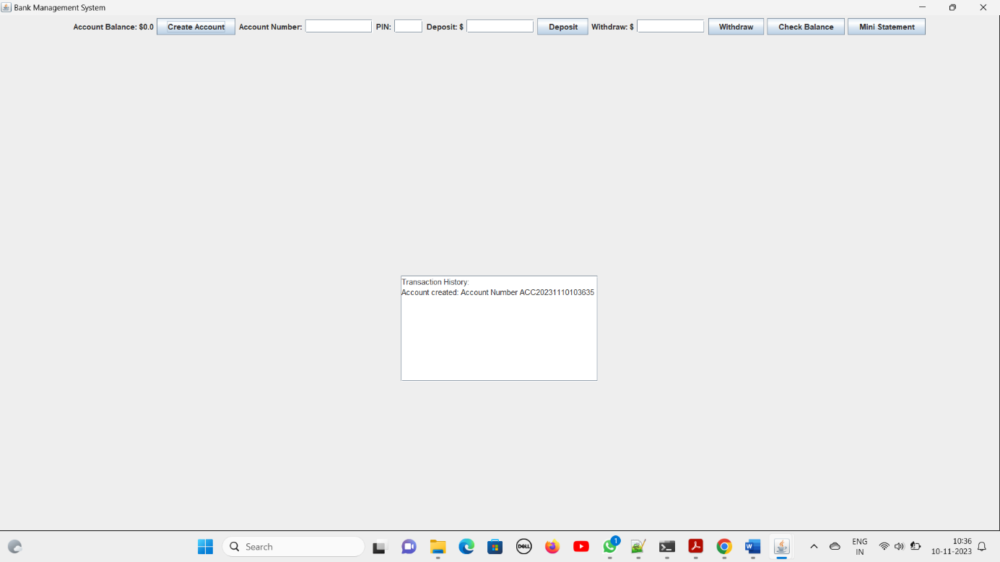 Bank Management System
Account Balance: $0.0 Create Account Account Number: PIN: Deposit: $ Deposit Withdraw: $ Withdraw Check Balance Mini Statement
Transaction History:
Account created: Account Number ACC20231110103635
Search DELL 1 W ENG 10:36
IN 10-11-2023